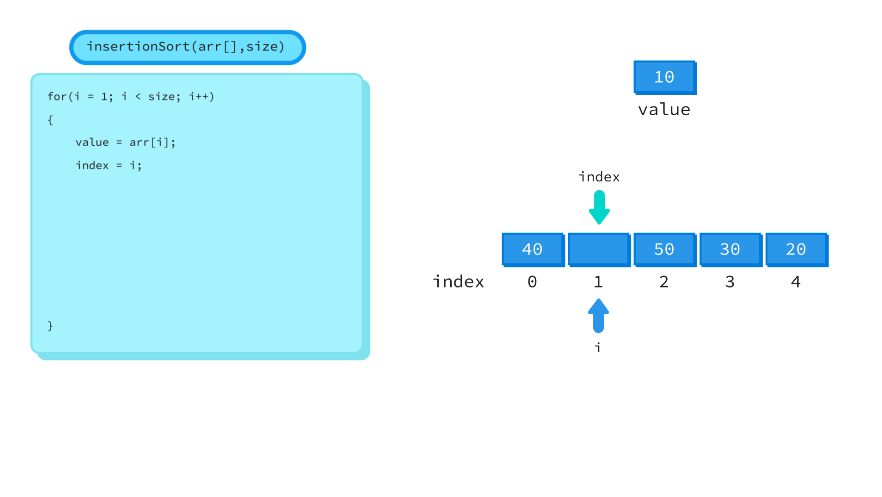 insertionSort(arr[],size)
for(i = 1; i < size; i++)
{
value = arr[i];
index = i;
}
10
value
index
40 50 30 20
index 0 1 2 3 4
i